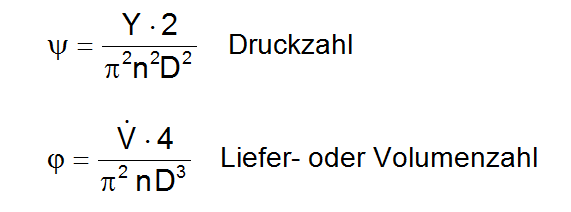 ψ = Y · 2 / π²n²D² Druckzahl
φ = V̇ · 4 / π² nD³ Liefer- oder Volumenzahl